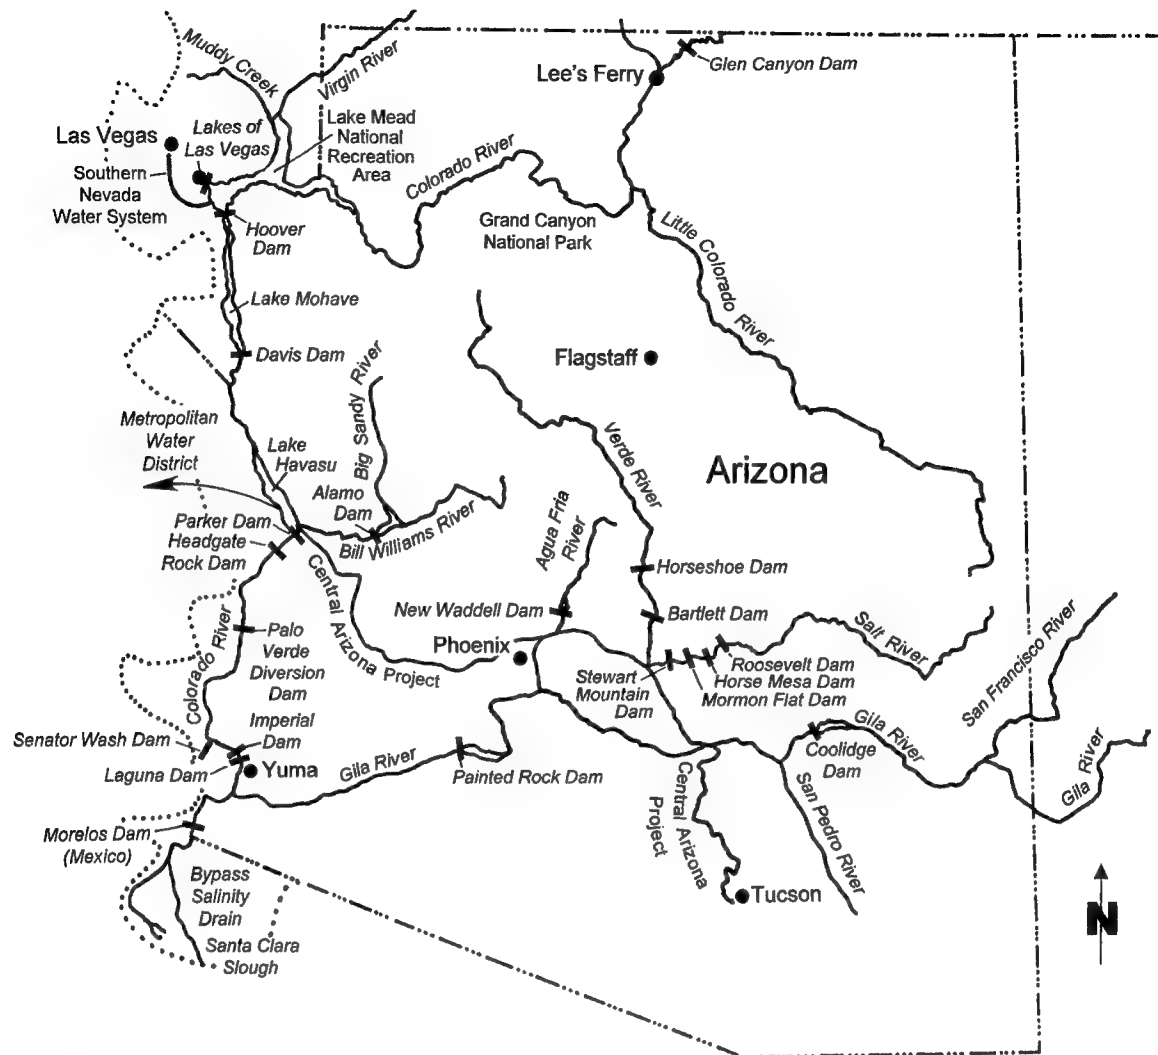 Muddy Creek
Virgin River
Lee's Ferry
Glen Canyon Dam
Las Vegas
Lakes of
Las Vegas
Lake Mead
National
Recreation
Area
Southern
Nevada
Water System
Colorado River
Grand Canyon
National Park
Hoover
Dam
Little Colorado River
Lake Mohave
Davis Dam
Flagstaff
Big Sandy River
Metropolitan
Water
District
Lake
Havasu
Verde River
Arizona
Alamo
Dam
Agua Fria
River
Parker Dam
Headgate
Rock Dam
Bill Williams River
Central Arizona Project
Horseshoe Dam
New Waddell Dam
Bartlett Dam
Colorado River
Palo
Verde
Diversion
Dam
Phoenix
Salt River
San Francisco River
Stewart
Mountain
Dam
Roosevelt Dam
Horse Mesa Dam
Mormon Flat Dam
Senator Wash Dam
Imperial
Dam
Gila River
Coolidge
Dam
Laguna Dam
Yuma
Gila River
Painted Rock Dam
Gila River
Central Arizona
Project
San Pedro River
Morelos Dam
(Mexico)
Bypass
Salinity
Drain
Tucson
Santa Clara
Slough
N